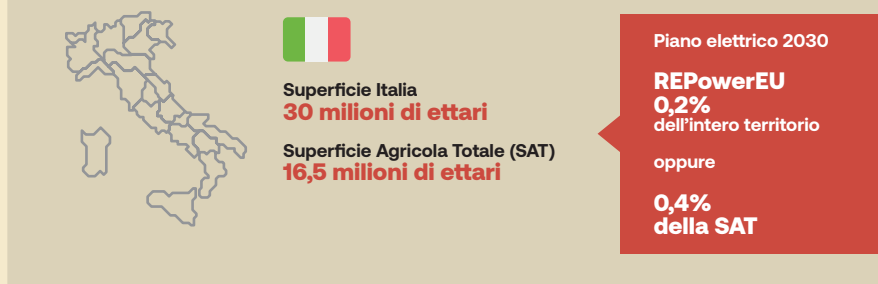 Superficie Italia
30 milioni di ettari
Superficie Agricola Totale (SAT)
16,5 milioni di ettari
Piano elettrico 2030
REPowerEU
0,2%
dell'intero territorio
oppure
0,4%
della SAT